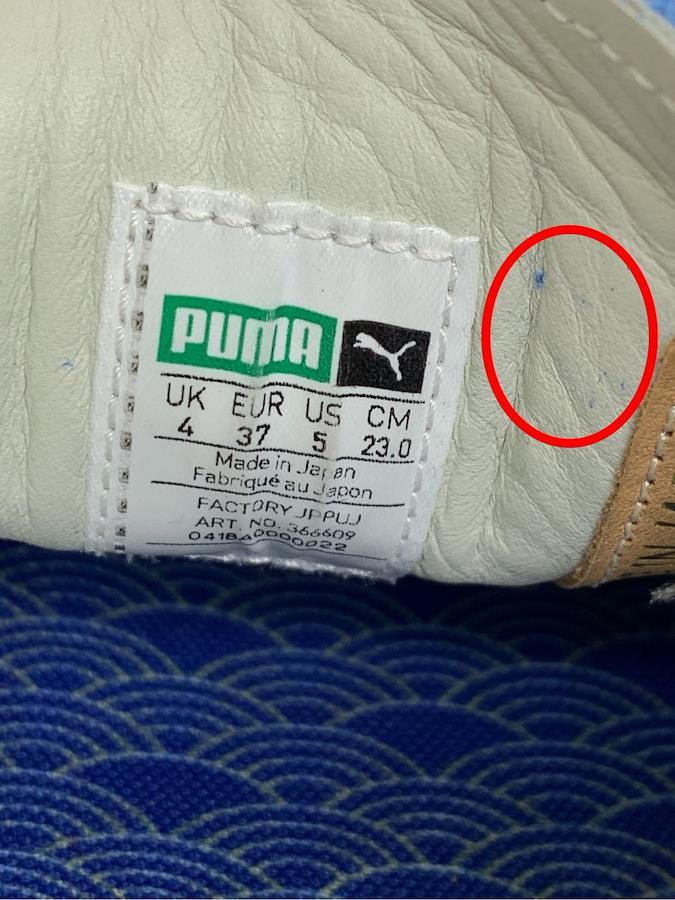 PUMA
UK EUR US CM
4 37 5 23.0
Made in Japan
Fabriqué au Japon
FACTORY JPPUJ
ART. NO. 366609
0418A0000022